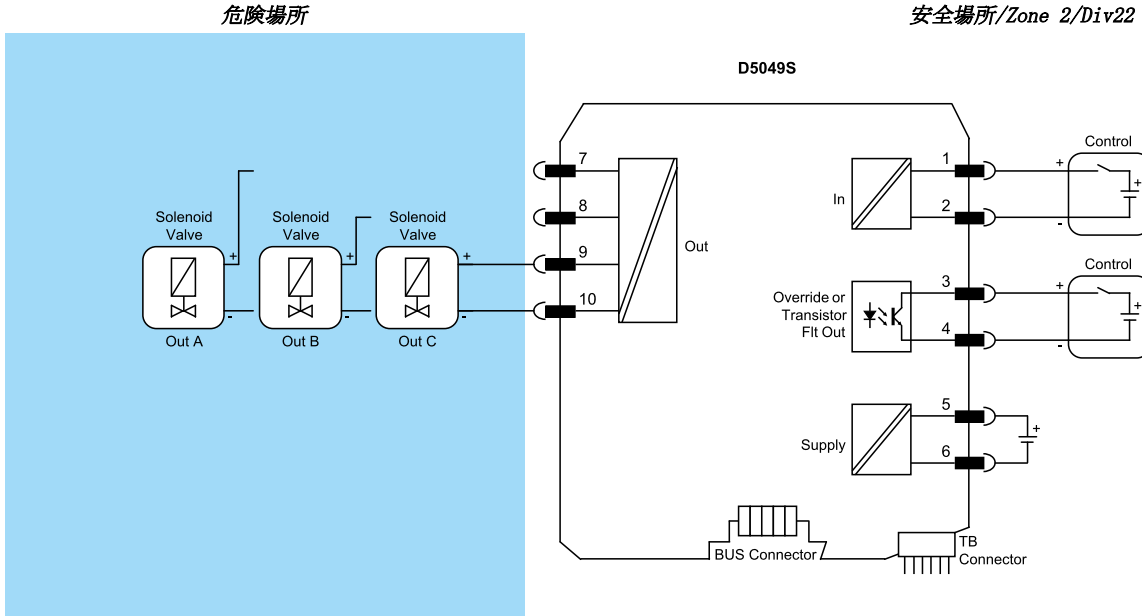 危険場所
安全場所/Zone 2/Div22
D5049S
7
8
9
10
Out
Solenoid
Valve
+
-
Out A
Solenoid
Valve
+
-
Out B
Solenoid
Valve
+
-
Out C
In
1
2
+
-
Control
+
Override or
Transistor
Flt Out
3
4
+
-
Control
+
Supply
5
6
+
BUS Connector
TB
Connector